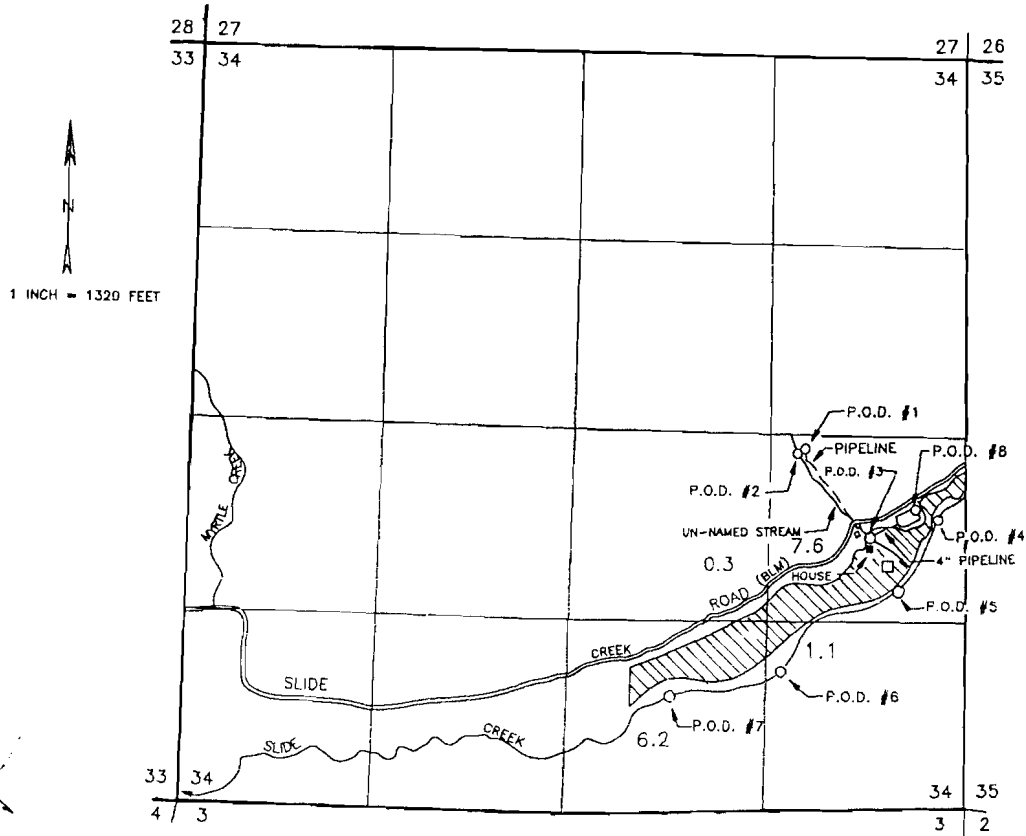 28 27
27 26
33 34
34 35
N
1 INCH = 1320 FEET
P.O.D. #1
PIPELINE
P.O.D. #8
P.O.D. #3
P.O.D. #2
UN-NAMED STREAM
7.6
P.O.D. #4
0.3
4" PIPELINE
HOUSE
MYRTLE CREEK
ROAD (BLM)
P.O.D. #5
CREEK
1.1
SLIDE
P.O.D. #6
P.O.D. #7
6.2
SLIDE CREEK
33 34
34 35
4 3
3 2